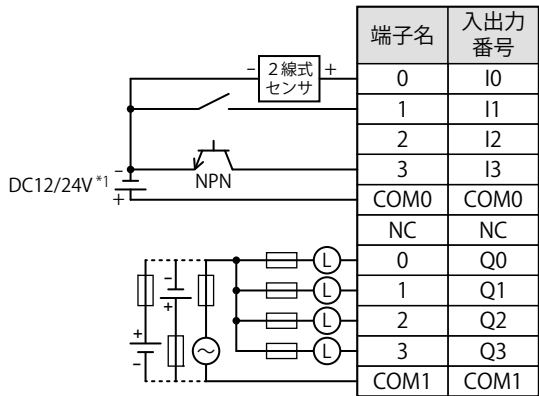 端子名 入出力番号
－ 2線式センサ ＋ 0 I0
1 I1
2 I2
－ NPN 3 I3
DC12/24V *1
＋ COM0 COM0
NC NC
L 0 Q0
－ L 1 Q1
＋ L 2 Q2
＋ L 3 Q3
－ COM1 COM1